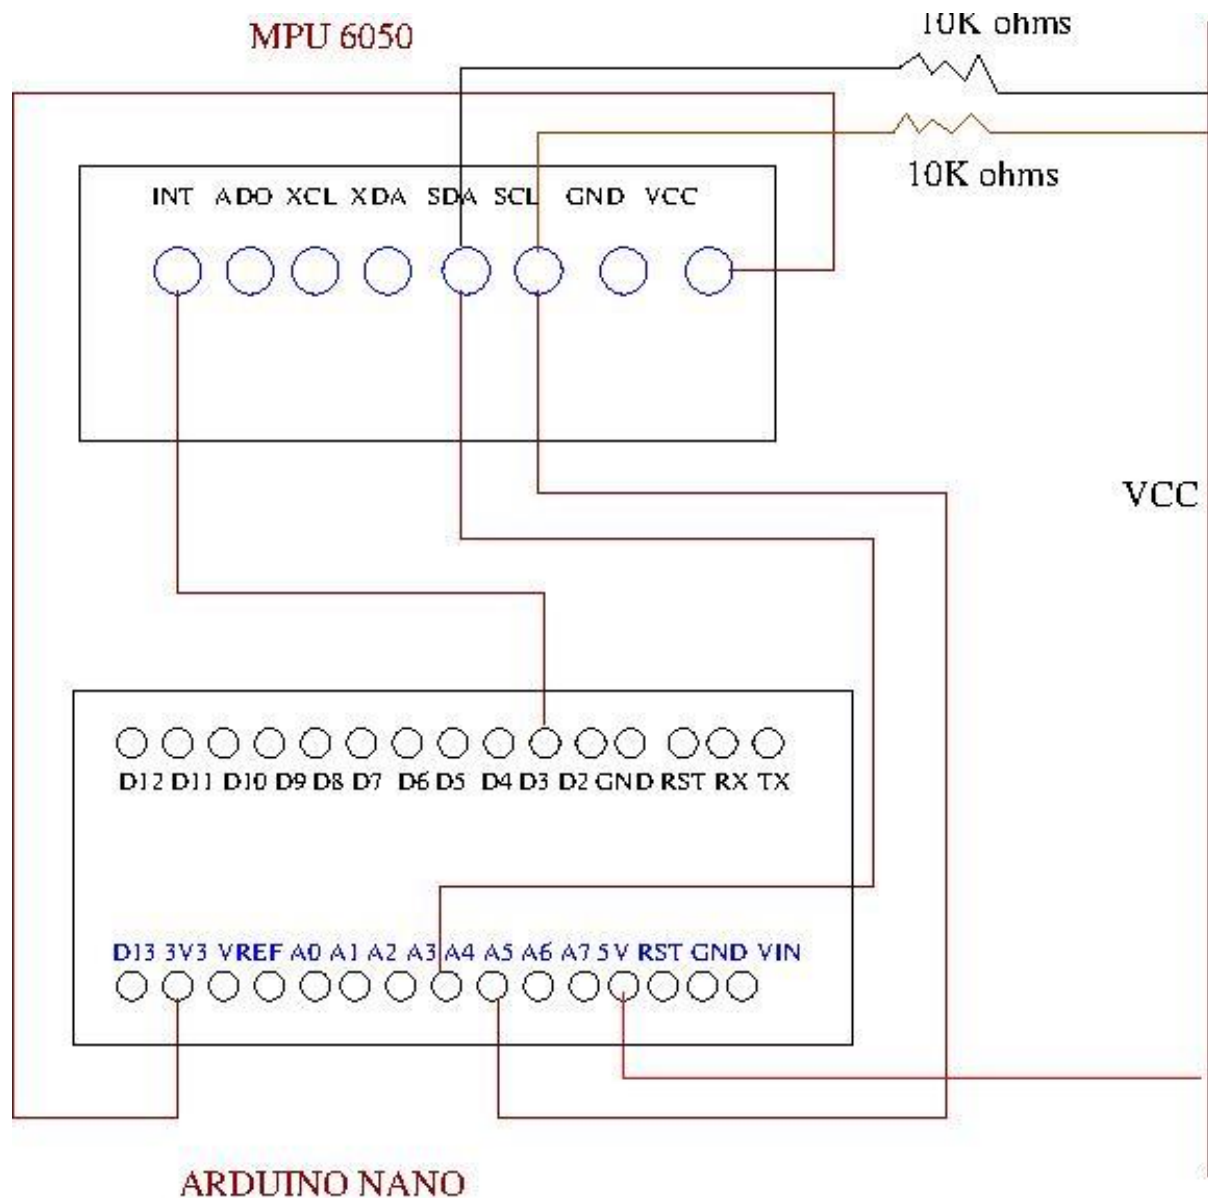 MPU 6050
10K ohms
10K ohms
INT ADO XCL XDA SDA SCL GND VCC
VCC
D12 D11 D10 D9 D8 D7 D6 D5 D4 D3 D2 GND RST RX TX
D13 3V3 VREF A0 A1 A2 A3 A4 A5 A6 A7 5V RST GND VIN
ARDUINO NANO